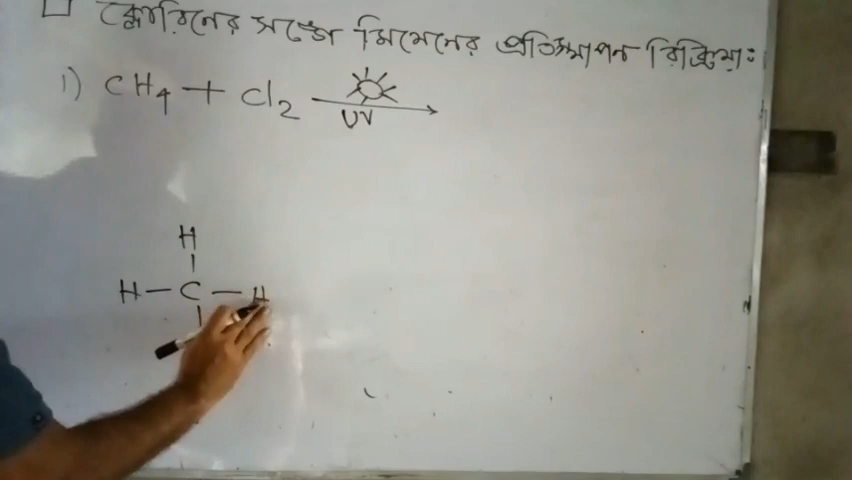 ক্লোরিনের সঙ্গে মিথেনের প্রতিস্থাপন বিক্রিয়া:
1) CH₄ + Cl₂
UV
H
H — C — H